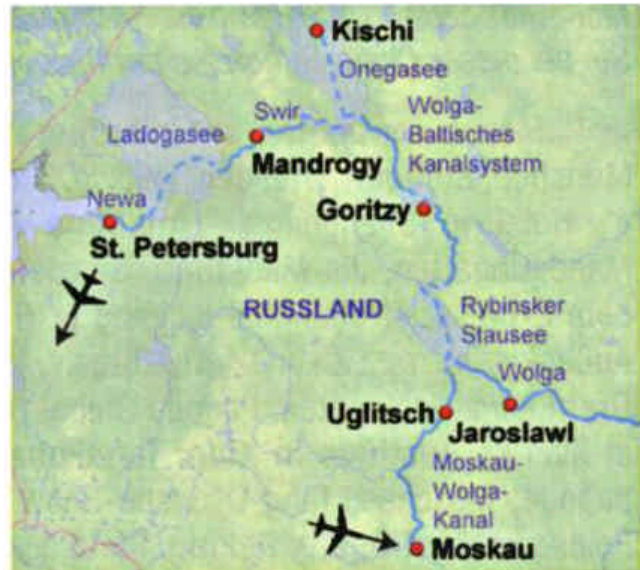 Kischi
Onegasee
Swir
Wolga-
Baltisches
Kanalsystem
Ladogasee
Mandrogy
Newa
Goritzy
St. Petersburg
RUSSLAND
Rybinsker
Stausee
Wolga
Uglitsch
Jaroslawl
Moskau-
Wolga-
Kanal
Moskau